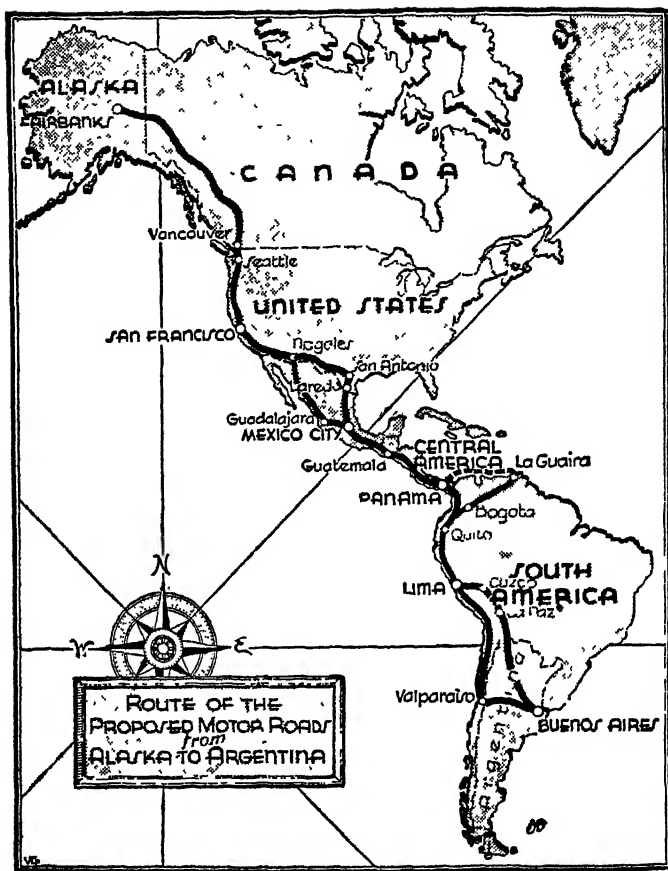 ALASKA
FAIRBANKS
CANADA
Vancouver
Seattle
UNITED STATES
SAN FRANCISCO
Nogales
San Antonio
Laredo
Guadalajara
MEXICO CITY
CENTRAL
AMERICA
La Guaira
Guatemala
PANAMA
Bogota
Quito
SOUTH
AMERICA
LIMA
Cuzco
La Paz
N
W
E
Valparaiso
BUENOS AIRES
Argentina
ROUTE OF THE
PROPOSED MOTOR ROADS
from
ALASKA TO ARGENTINA
VG